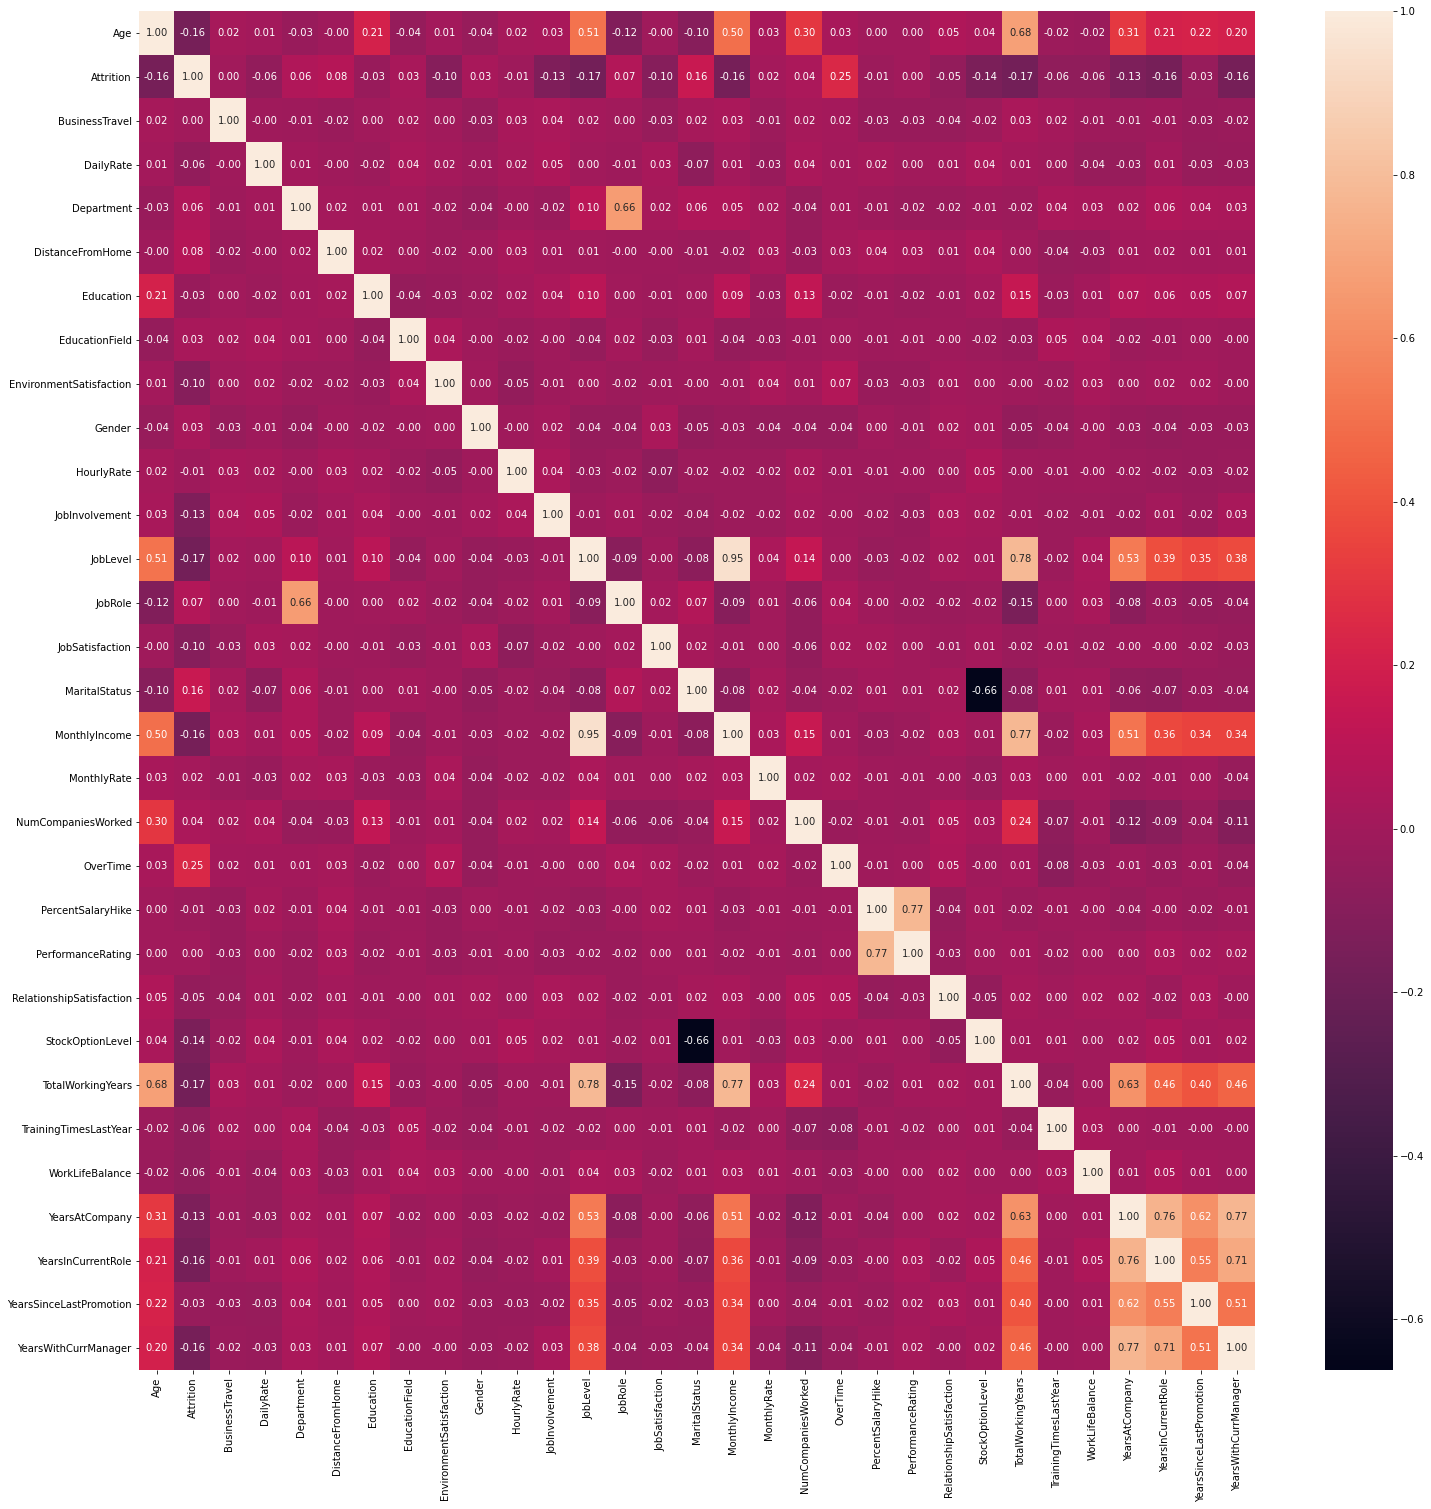 Age 1.00 -0.16 0.02 0.01 -0.03 -0.00 0.21 -0.04 0.01 -0.04 0.02 0.03 0.51 -0.12 -0.00 -0.10 0.50 0.03 0.30 0.03 0.00 0.00 0.05 0.04 0.68 -0.02 -0.02 0.31 0.21 0.22 0.20
Attrition -0.16 1.00 0.00 -0.06 0.06 0.08 -0.03 0.03 -0.10 0.03 -0.01 -0.13 -0.17 0.07 -0.10 0.16 -0.16 0.02 0.04 0.25 -0.01 0.00 -0.05 -0.14 -0.17 -0.06 -0.06 -0.13 -0.16 -0.03 -0.16
BusinessTravel 0.02 0.00 1.00 -0.00 -0.01 -0.02 0.00 0.02 0.00 -0.03 0.03 0.04 0.02 0.00 -0.03 0.02 0.03 -0.01 0.02 0.02 -0.03 -0.03 -0.04 -0.02 0.03 0.02 -0.01 -0.01 -0.01 -0.03 -0.02
DailyRate 0.01 -0.06 -0.00 1.00 0.01 -0.00 -0.02 0.04 0.02 -0.01 0.02 0.05 0.00 -0.01 0.03 -0.07 0.01 -0.03 0.04 0.01 0.02 0.00 0.01 0.04 0.01 0.00 -0.04 -0.03 0.01 -0.03 -0.03
Department -0.03 0.06 -0.01 0.01 1.00 0.02 0.01 0.01 -0.02 -0.04 -0.00 -0.02 0.10 0.66 0.02 0.06 0.05 0.02 -0.04 0.01 -0.01 -0.02 -0.02 -0.01 -0.02 0.04 0.03 0.02 0.06 0.04 0.03
DistanceFromHome -0.00 0.08 -0.02 -0.00 0.02 1.00 0.02 0.00 -0.02 -0.00 0.03 0.01 0.01 -0.00 -0.00 -0.01 -0.02 0.03 -0.03 0.03 0.04 0.03 0.01 0.04 0.00 -0.04 -0.03 0.01 0.02 0.01 0.01
Education 0.21 -0.03 0.00 -0.02 0.01 0.02 1.00 -0.04 -0.03 -0.02 0.02 0.04 0.10 0.00 -0.01 0.00 0.09 -0.03 0.13 -0.02 -0.01 -0.02 -0.01 0.02 0.15 -0.03 0.01 0.07 0.06 0.05 0.07
EducationField -0.04 0.03 0.02 0.04 0.01 0.00 -0.04 1.00 0.04 -0.00 -0.02 -0.00 -0.04 0.02 -0.03 0.01 -0.04 -0.03 -0.01 0.00 -0.01 -0.01 -0.00 -0.02 -0.03 0.05 0.04 -0.02 -0.01 0.00 -0.00
EnvironmentSatisfaction 0.01 -0.10 0.00 0.02 -0.02 -0.02 -0.03 0.04 1.00 0.00 -0.05 -0.01 0.00 -0.02 -0.01 -0.00 -0.01 0.04 0.01 0.07 -0.03 -0.03 0.01 0.00 -0.00 -0.02 0.03 0.00 0.02 0.02 -0.00
Gender -0.04 0.03 -0.03 -0.01 -0.04 -0.00 -0.02 -0.00 0.00 1.00 -0.00 0.02 -0.04 -0.04 0.03 -0.05 -0.03 -0.04 -0.04 -0.04 0.00 -0.01 0.02 0.01 -0.05 -0.04 -0.00 -0.03 -0.04 -0.03 -0.03
HourlyRate 0.02 -0.01 0.03 0.02 -0.00 0.03 0.02 -0.02 -0.05 -0.00 1.00 0.04 -0.03 -0.02 -0.07 -0.02 -0.02 -0.02 0.02 -0.01 -0.01 -0.00 0.00 0.05 -0.00 -0.01 -0.00 -0.02 -0.02 -0.03 -0.02
JobInvolvement 0.03 -0.13 0.04 0.05 -0.02 0.01 0.04 -0.00 -0.01 0.02 0.04 1.00 -0.01 0.01 -0.02 -0.04 -0.02 -0.02 0.02 -0.00 -0.02 -0.03 0.03 0.02 -0.01 -0.02 -0.01 -0.02 0.01 -0.02 0.03
JobLevel 0.51 -0.17 0.02 0.00 0.10 0.01 0.10 -0.04 0.00 -0.04 -0.03 -0.01 1.00 -0.09 -0.00 -0.08 0.95 0.04 0.14 0.00 -0.03 -0.02 0.02 0.01 0.78 -0.02 0.04 0.53 0.39 0.35 0.38
JobRole -0.12 0.07 0.00 -0.01 0.66 -0.00 0.00 0.02 -0.02 -0.04 -0.02 0.01 -0.09 1.00 0.02 0.07 -0.09 0.01 -0.06 0.04 -0.00 -0.02 -0.02 -0.02 -0.15 0.00 0.03 -0.08 -0.03 -0.05 -0.04
JobSatisfaction -0.00 -0.10 -0.03 0.03 0.02 -0.00 -0.01 -0.03 -0.01 0.03 -0.07 -0.02 -0.00 0.02 1.00 0.02 -0.01 0.00 -0.06 0.02 0.02 0.00 -0.01 0.01 -0.02 -0.01 -0.02 -0.00 -0.00 -0.02 -0.03
MaritalStatus -0.10 0.16 0.02 -0.07 0.06 -0.01 0.00 0.01 -0.00 -0.05 -0.02 -0.04 -0.08 0.07 0.02 1.00 -0.08 0.02 -0.04 -0.02 0.01 0.01 0.02 -0.66 -0.08 0.01 0.01 -0.06 -0.07 -0.03 -0.04
MonthlyIncome 0.50 -0.16 0.03 0.01 0.05 -0.02 0.09 -0.04 -0.01 -0.03 -0.02 -0.02 0.95 -0.09 -0.01 -0.08 1.00 0.03 0.15 0.01 -0.03 -0.02 0.03 0.01 0.77 -0.02 0.03 0.51 0.36 0.34 0.34
MonthlyRate 0.03 0.02 -0.01 -0.03 0.02 0.03 -0.03 -0.03 0.04 -0.04 -0.02 -0.02 0.04 0.01 0.00 0.02 0.03 1.00 0.02 0.02 -0.01 -0.01 -0.00 -0.03 0.03 0.00 0.01 -0.02 -0.01 0.00 -0.04
NumCompaniesWorked 0.30 0.04 0.02 0.04 -0.04 -0.03 0.13 -0.01 0.01 -0.04 0.02 0.02 0.14 -0.06 -0.06 -0.04 0.15 0.02 1.00 -0.02 -0.01 -0.01 0.05 0.03 0.24 -0.07 -0.01 -0.12 -0.09 -0.04 -0.11
OverTime 0.03 0.25 0.02 0.01 0.01 0.03 -0.02 0.00 0.07 -0.04 -0.01 -0.00 0.00 0.04 0.02 -0.02 0.01 0.02 -0.02 1.00 -0.01 0.00 0.05 -0.00 0.01 -0.08 -0.03 -0.01 -0.03 -0.01 -0.04
PercentSalaryHike 0.00 -0.01 -0.03 0.02 -0.01 0.04 -0.01 -0.01 -0.03 0.00 -0.01 -0.02 -0.03 -0.00 0.02 0.01 -0.03 -0.01 -0.01 -0.01 1.00 0.77 -0.04 0.01 -0.02 -0.01 -0.00 -0.04 -0.00 -0.02 -0.01
PerformanceRating 0.00 0.00 -0.03 0.00 -0.02 0.03 -0.02 -0.01 -0.03 -0.01 -0.00 -0.03 -0.02 -0.02 0.00 0.01 -0.02 -0.01 -0.01 0.00 0.77 1.00 -0.03 0.00 0.01 -0.02 0.00 0.00 0.03 0.02 0.02
RelationshipSatisfaction 0.05 -0.05 -0.04 0.01 -0.02 0.01 -0.01 -0.00 0.01 0.02 0.00 0.03 0.02 -0.02 -0.01 0.02 0.03 -0.00 0.05 0.05 -0.04 -0.03 1.00 -0.05 0.02 0.00 0.02 0.02 -0.02 0.03 -0.00
StockOptionLevel 0.04 -0.14 -0.02 0.04 -0.01 0.04 0.02 -0.02 0.00 0.01 0.05 0.02 0.01 -0.02 0.01 -0.66 0.01 -0.03 0.03 -0.00 0.01 0.00 -0.05 1.00 0.01 0.01 0.00 0.02 0.05 0.01 0.02
TotalWorkingYears 0.68 -0.17 0.03 0.01 -0.02 0.00 0.15 -0.03 -0.00 -0.05 -0.00 -0.01 0.78 -0.15 -0.02 -0.08 0.77 0.03 0.24 0.01 -0.02 0.01 0.02 0.01 1.00 -0.04 0.00 0.63 0.46 0.40 0.46
TrainingTimesLastYear -0.02 -0.06 0.02 0.00 0.04 -0.04 -0.03 0.05 -0.02 -0.04 -0.01 -0.02 -0.02 0.00 -0.01 0.01 -0.02 0.00 -0.07 -0.08 -0.01 -0.02 0.00 0.01 -0.04 1.00 0.03 0.00 -0.01 -0.00 -0.00
WorkLifeBalance -0.02 -0.06 -0.01 -0.04 0.03 -0.03 0.01 0.04 0.03 -0.00 -0.00 -0.01 0.04 0.03 -0.02 0.01 0.03 0.01 -0.01 -0.03 -0.00 0.00 0.02 0.00 0.00 0.03 1.00 0.01 0.05 0.01 0.00
YearsAtCompany 0.31 -0.13 -0.01 -0.03 0.02 0.01 0.07 -0.02 0.00 -0.03 -0.02 -0.02 0.53 -0.08 -0.00 -0.06 0.51 -0.02 -0.12 -0.01 -0.04 0.00 0.02 0.02 0.63 0.00 0.01 1.00 0.76 0.62 0.77
YearsInCurrentRole 0.21 -0.16 -0.01 0.01 0.06 0.02 0.06 -0.01 0.02 -0.04 -0.02 0.01 0.39 -0.03 -0.00 -0.07 0.36 -0.01 -0.09 -0.03 -0.00 0.03 -0.02 0.05 0.46 -0.01 0.05 0.76 1.00 0.55 0.71
YearsSinceLastPromotion 0.22 -0.03 -0.03 -0.03 0.04 0.01 0.05 0.00 0.02 -0.03 -0.03 -0.02 0.35 -0.05 -0.02 -0.03 0.34 0.00 -0.04 -0.01 -0.02 0.02 0.03 0.01 0.40 -0.00 0.01 0.62 0.55 1.00 0.51
YearsWithCurrManager 0.20 -0.16 -0.02 -0.03 0.03 0.01 0.07 -0.00 -0.00 -0.03 -0.02 0.03 0.38 -0.04 -0.03 -0.04 0.34 -0.04 -0.11 -0.04 -0.01 0.02 -0.00 0.02 0.46 -0.00 0.00 0.77 0.71 0.51 1.00
Age
Attrition
BusinessTravel
DailyRate
Department
DistanceFromHome
Education
EducationField
EnvironmentSatisfaction
Gender
HourlyRate
JobInvolvement
JobLevel
JobRole
JobSatisfaction
MaritalStatus
MonthlyIncome
MonthlyRate
NumCompaniesWorked
OverTime
PercentSalaryHike
PerformanceRating
RelationshipSatisfaction
StockOptionLevel
TotalWorkingYears
TrainingTimesLastYear
WorkLifeBalance
YearsAtCompany
YearsInCurrentRole
YearsSinceLastPromotion
YearsWithCurrManager
1.0
0.8
0.6
0.4
0.2
0.0
−0.2
−0.4
−0.6